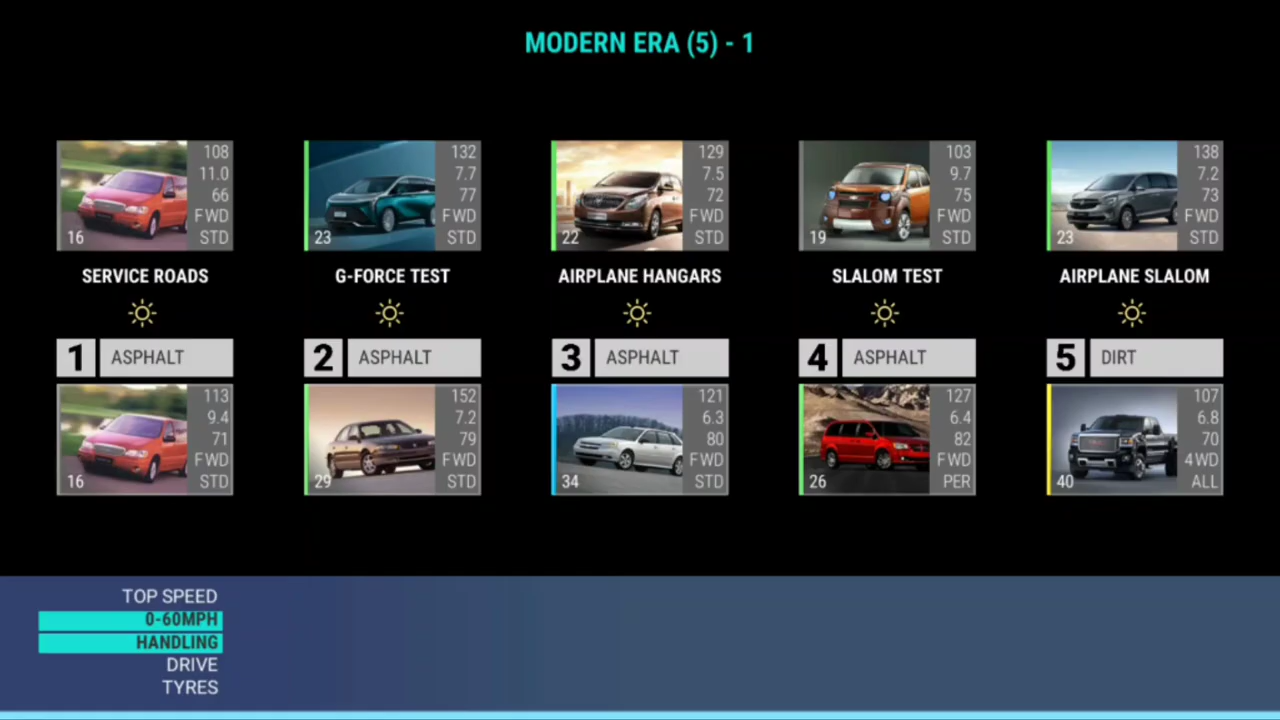 MODERN ERA (5) - 1
108
11.0
66
FWD
STD
16
132
7.7
77
FWD
STD
23
129
7.5
72
FWD
STD
22
103
9.7
75
FWD
STD
19
138
7.2
73
FWD
STD
23
SERVICE ROADS
G-FORCE TEST
AIRPLANE HANGARS
SLALOM TEST
AIRPLANE SLALOM
1 ASPHALT
2 ASPHALT
3 ASPHALT
4 ASPHALT
5 DIRT
113
9.4
71
FWD
STD
16
152
7.2
79
FWD
STD
29
121
6.3
80
FWD
STD
34
127
6.4
82
FWD
PER
26
107
6.8
70
4WD
ALL
40
TOP SPEED
0-60MPH
HANDLING
DRIVE
TYRES